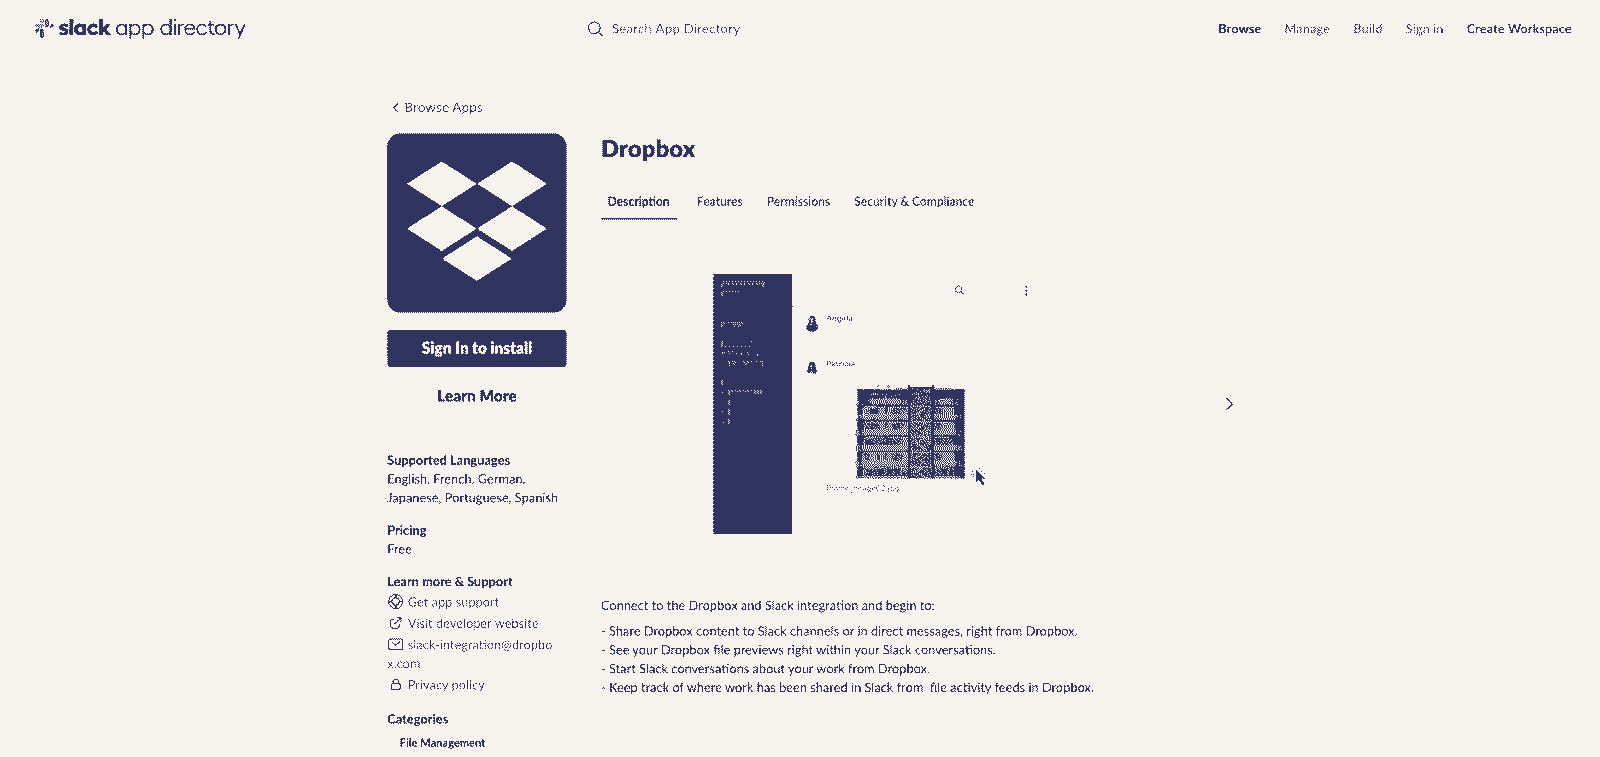 slack app directory
Search App Directory
Browse
Manage
Build
Sign in
Create Workspace
Browse Apps
Dropbox
Description
Features
Permissions
Security & Compliance
Sign In to install
Learn More
Supported Languages
English, French, German,
Japanese, Portuguese, Spanish
Pricing
Free
Learn more & Support
Get app support
Visit developer website
slack-integration@dropbo
x.com
Privacy policy
Categories
File Management
Connect to the Dropbox and Slack integration and begin to:
- Share Dropbox content to Slack channels or in direct messages, right from Dropbox.
- See your Dropbox file previews right within your Slack conversations.
- Start Slack conversations about your work from Dropbox.
- Keep track of where work has been shared in Slack from file activity feeds in Dropbox.